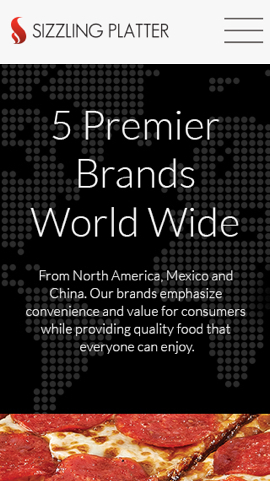 SIZZLING PLATTER
5 Premier
Brands
World Wide
From North America, Mexico and
China. Our brands emphasize
convenience and value for consumers
while providing quality food that
everyone can enjoy.